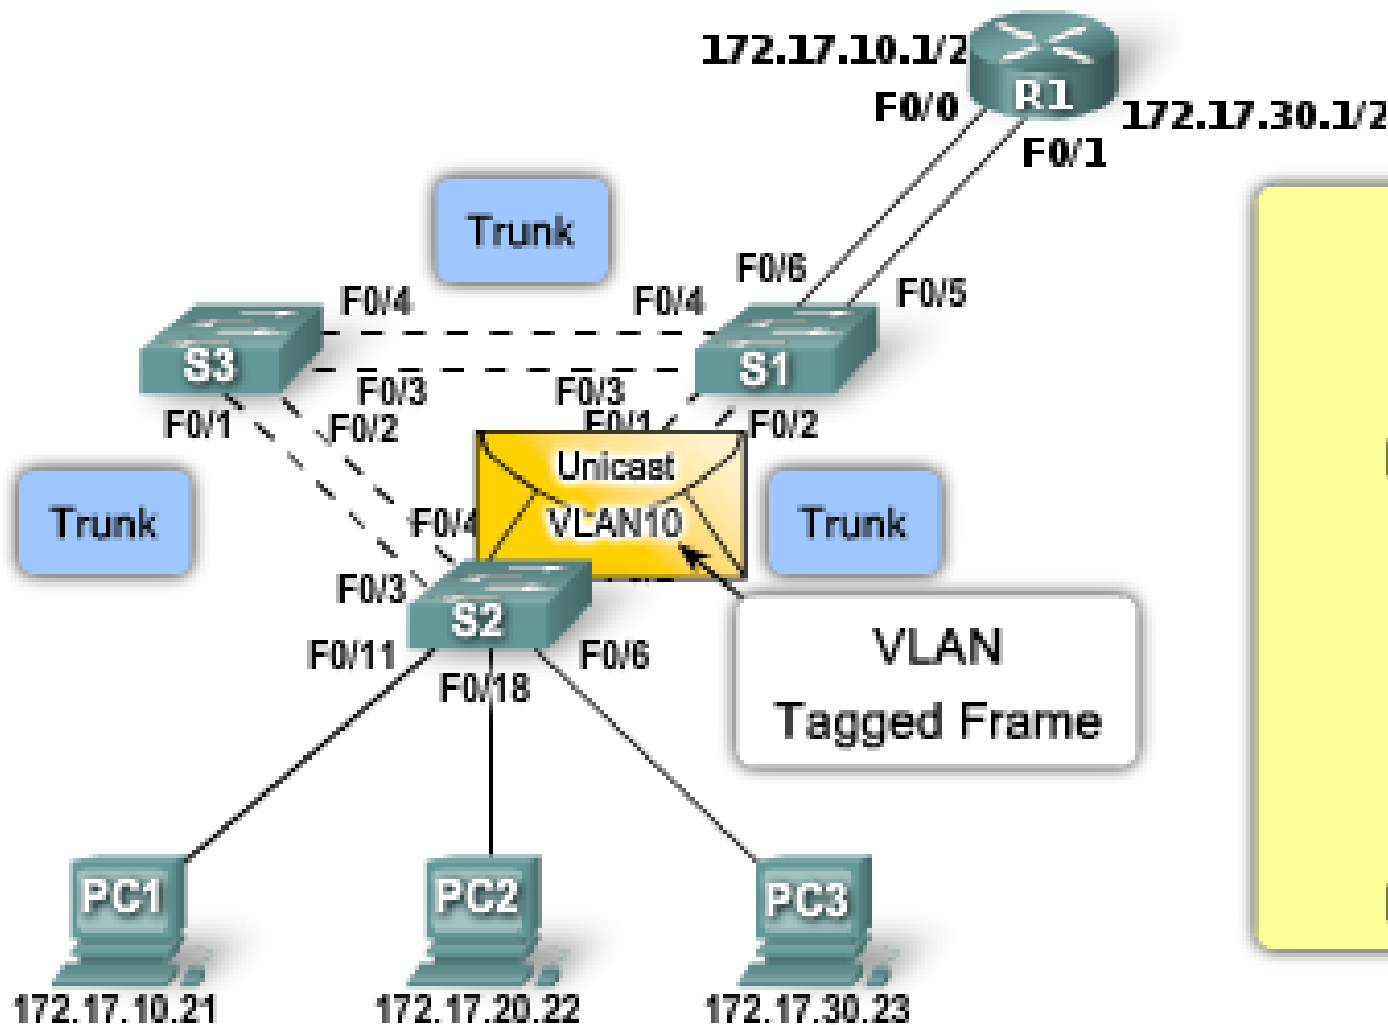 172.17.10.1/2
F0/0
R1
172.17.30.1/2
F0/1
Trunk
F0/6
F0/5
F0/4
F0/4
S3
S1
F0/3
F0/3
F0/1
F0/2
F0/1
F0/2
Unicast
VLAN10
Trunk
Trunk
F0/4
F0/3
S2
F0/11
F0/18
F0/6
VLAN
Tagged Frame
PC1
PC2
PC3
172.17.10.21
172.17.20.22
172.17.30.23